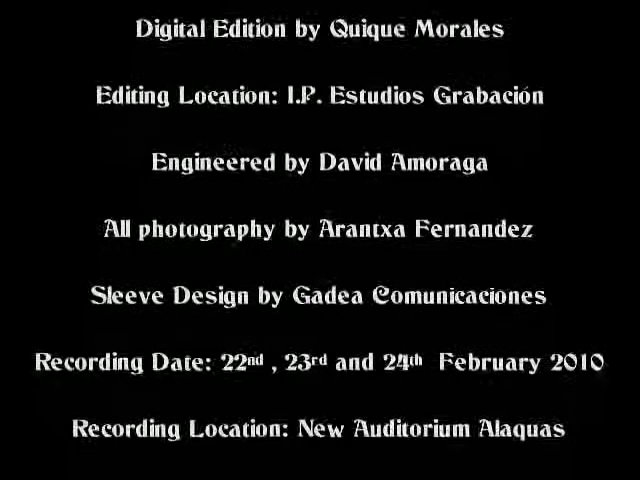 Digital Edition by Quique Morales
Editing Location: I.P. Estudios Grabación
Engineered by David Amoraga
All photography by Arantxa Fernandez
Sleeve Design by Gadea Comunicaciones
Recording Date: 22nd , 23rd and 24th February 2010
Recording Location: New Auditorium Alaquas